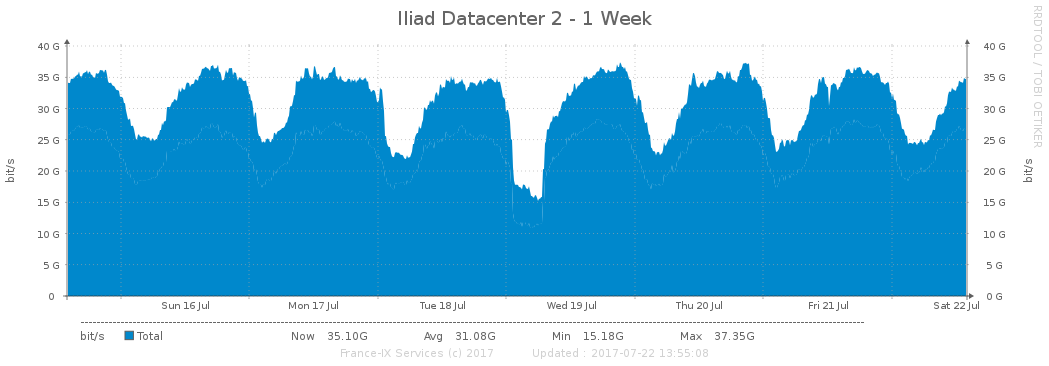 Iliad Datacenter 2 - 1 Week
RRDTOOL / TOBI OETIKER
40 G 40 G
35 G 35 G
30 G 30 G
25 G 25 G
20 G 20 G
15 G 15 G
10 G 10 G
5 G 5 G
0 0 G
bit/s
bit/s
Sun 16 Jul Mon 17 Jul Tue 18 Jul Wed 19 Jul Thu 20 Jul Fri 21 Jul Sat 22 Jul
bit/s Total Now 35.10G Avg 31.08G Min 15.18G Max 37.35G
France-IX Services (c) 2017 Updated : 2017-07-22 13:55:08